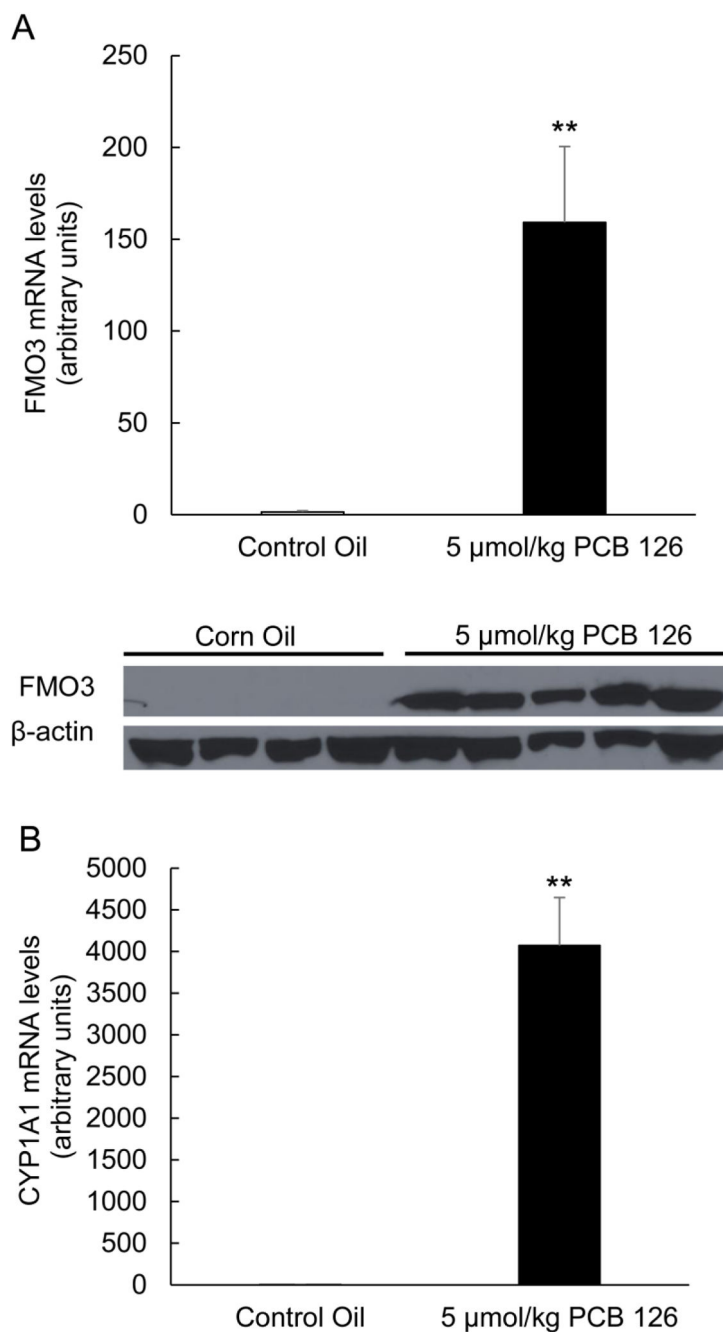 A
250
200
150
100
50
0
FMO3 mRNA levels
(arbitrary units)
**
Control Oil
5 µmol/kg PCB 126
Corn Oil
5 µmol/kg PCB 126
FMO3
β-actin
B
5000
4500
4000
3500
3000
2500
2000
1500
1000
500
0
CYP1A1 mRNA levels
(arbitrary units)
**
Control Oil
5 µmol/kg PCB 126